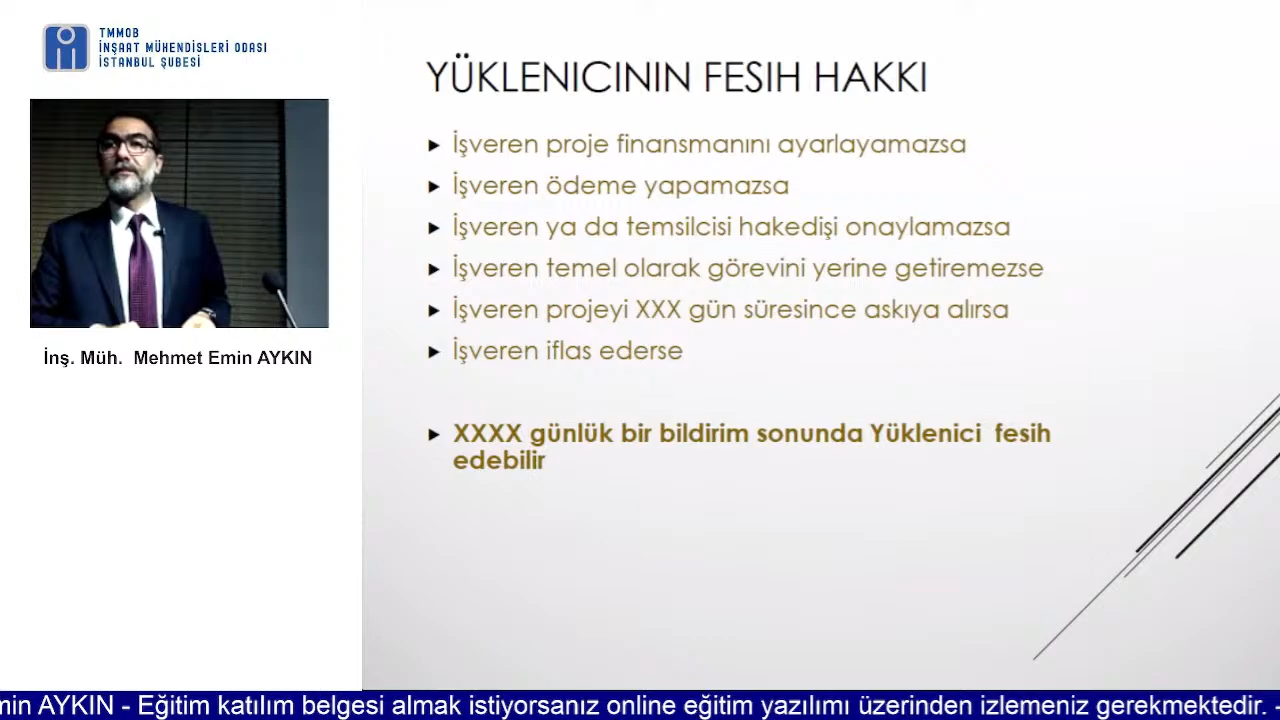 TMMOB
İNŞAAT MÜHENDİSLERİ ODASI
İSTANBUL ŞUBESİ
İnş. Müh.  Mehmet Emin AYKIN
YÜKLENICININ FESIH HAKKI
İşveren proje finansmanını ayarlayamazsa
İşveren ödeme yapamazsa
İşveren ya da temsilcisi hakedişi onaylamazsa
İşveren temel olarak görevini yerine getiremezse
İşveren projeyi XXX gün süresince askıya alırsa
İşveren iflas ederse
XXXX günlük bir bildirim sonunda Yüklenici  fesih
edebilir
min AYKIN - Eğitim katılım belgesi almak istiyorsanız online eğitim yazılımı üzerinden izlemeniz gerekmektedir. -